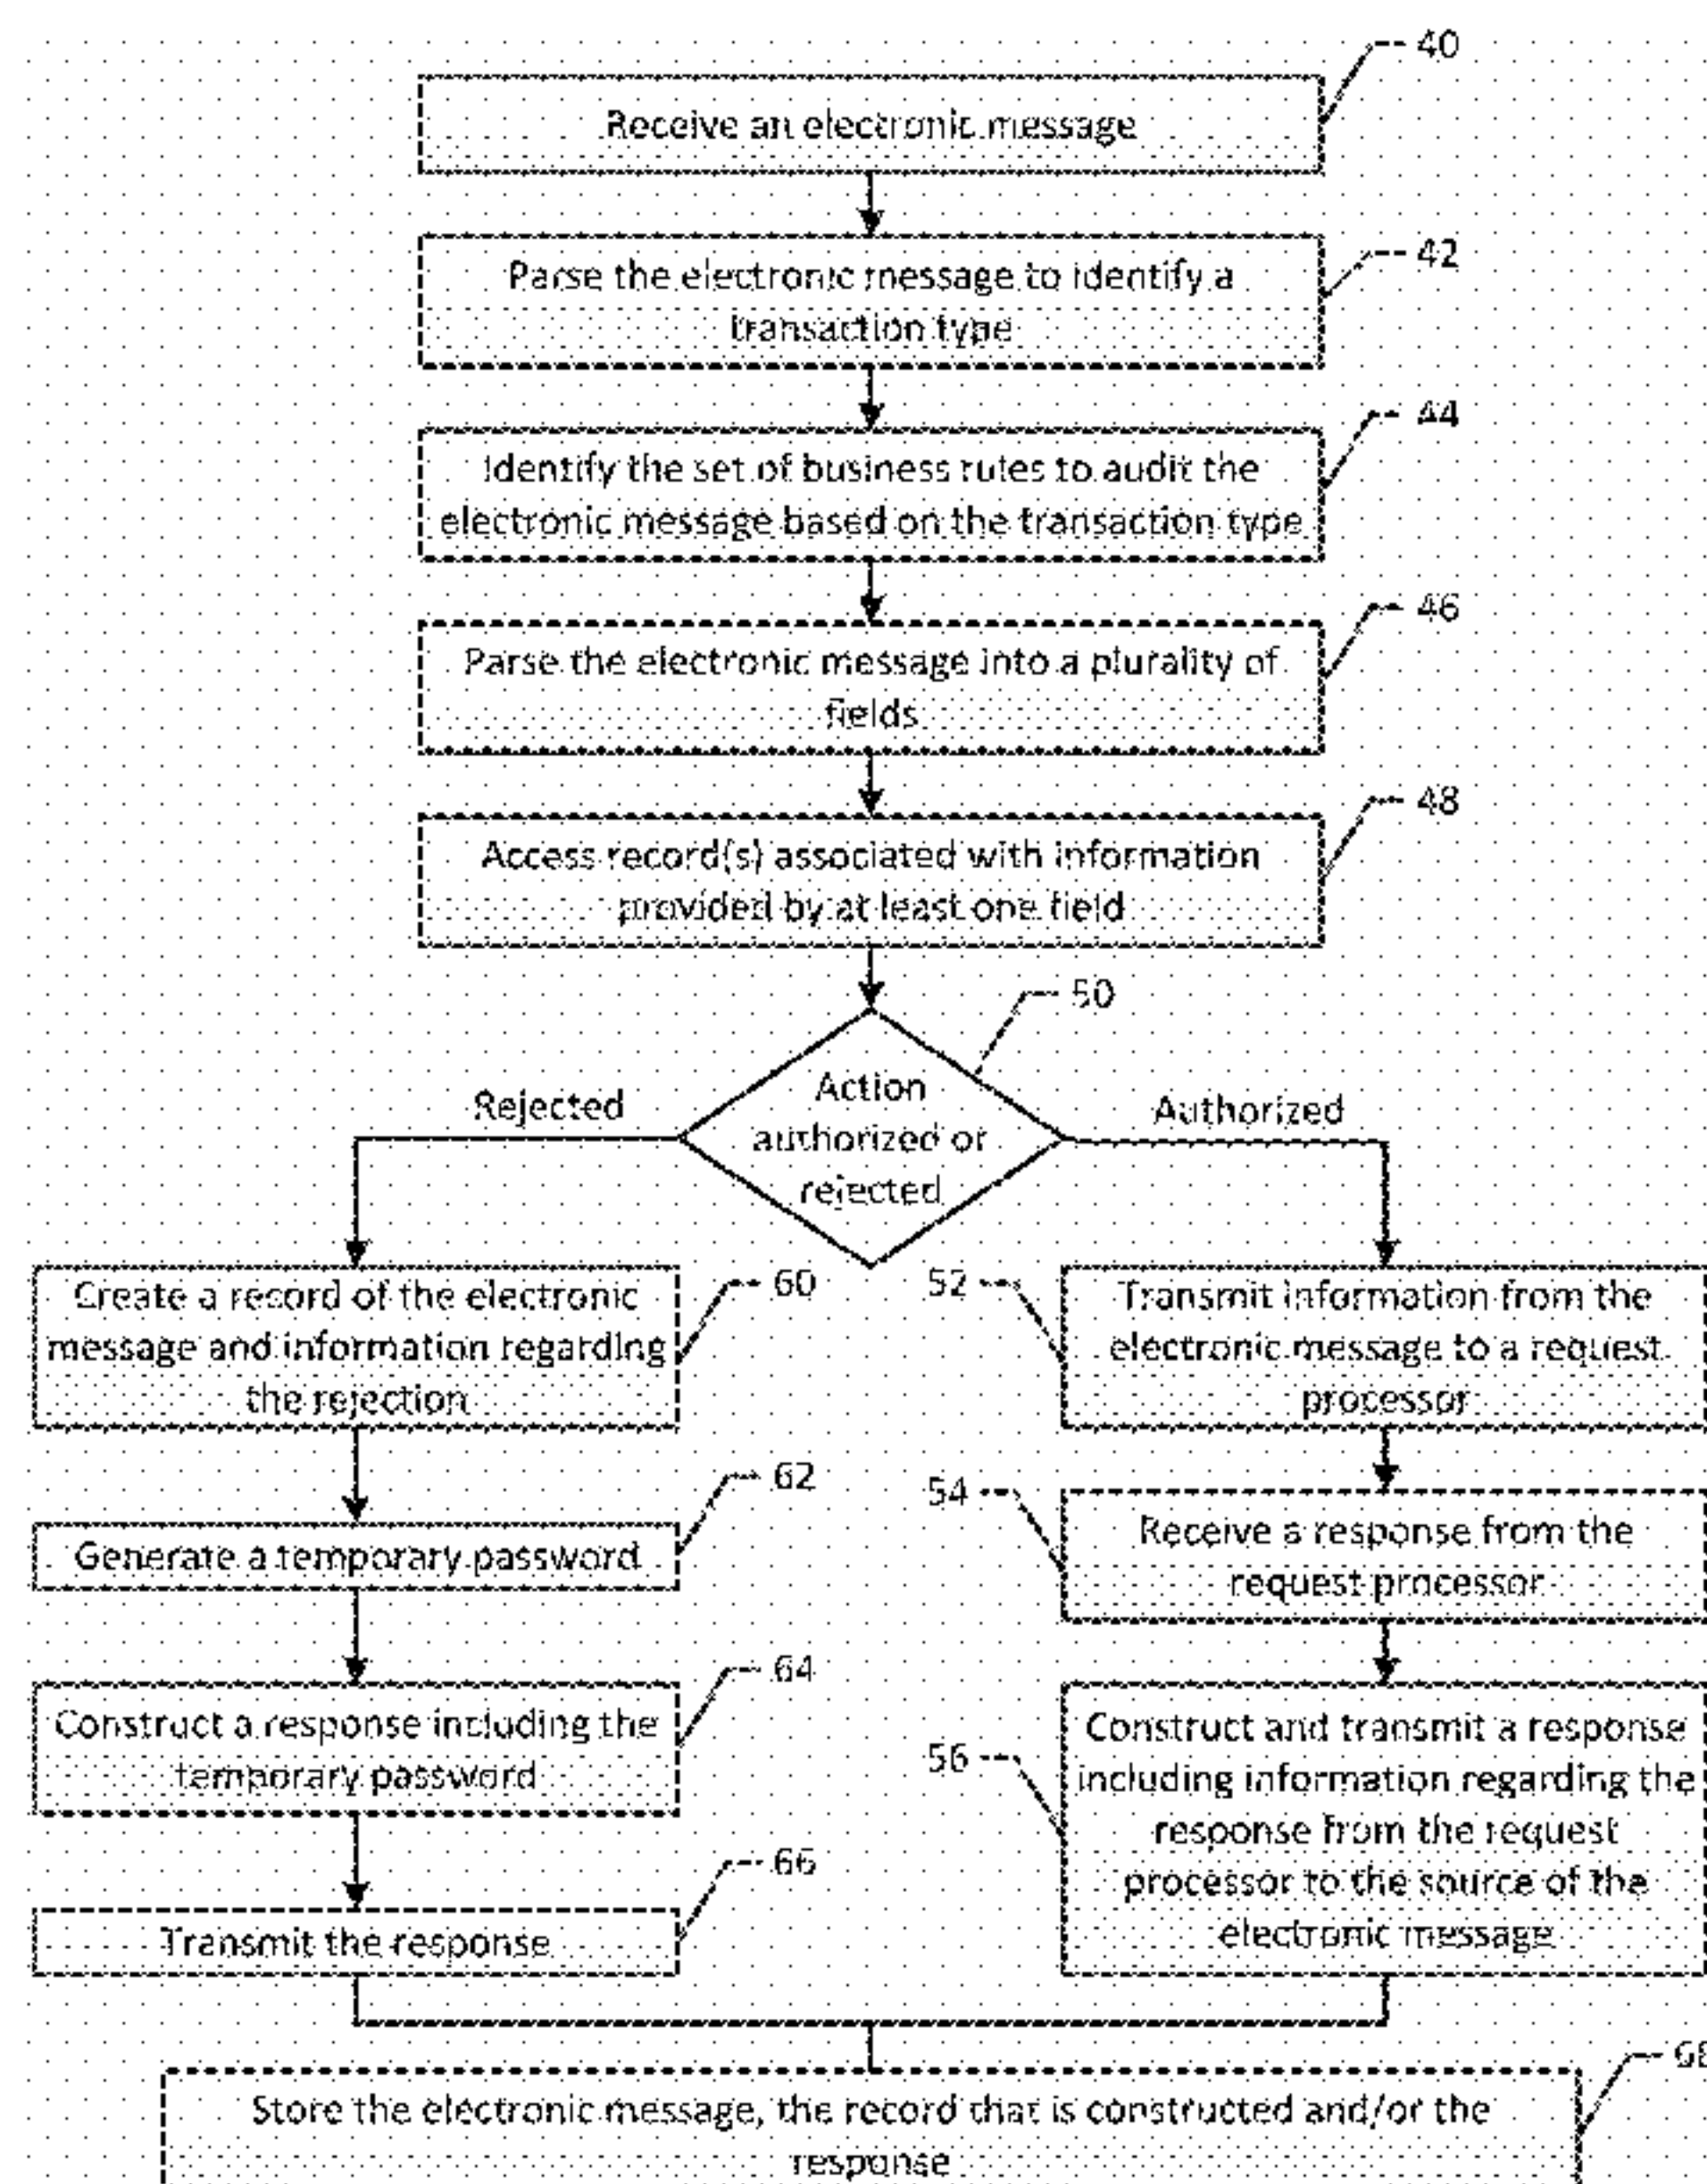 40
Receive an electronic message
42
Parse the electronic message to identify a
transaction type
44
Identify the set of business rules to audit the
electronic message based on the transaction type
46
Parse the electronic message into a plurality of
fields
48
Access record(s) associated with information
provided by at least one field
50
Action
authorized or
rejected
Rejected
Authorized
60
Create a record of the electronic
message and information regarding
the rejection
62
Generate a temporary password
64
Construct a response including the
temporary password
66
Transmit the response
52
Transmit information from the
electronic message to a request
processor
54
Receive a response from the
request processor
56
Construct and transmit a response
including information regarding the
response from the request
processor to the source of the
electronic message
Store the electronic message, the record that is constructed and/or the
response